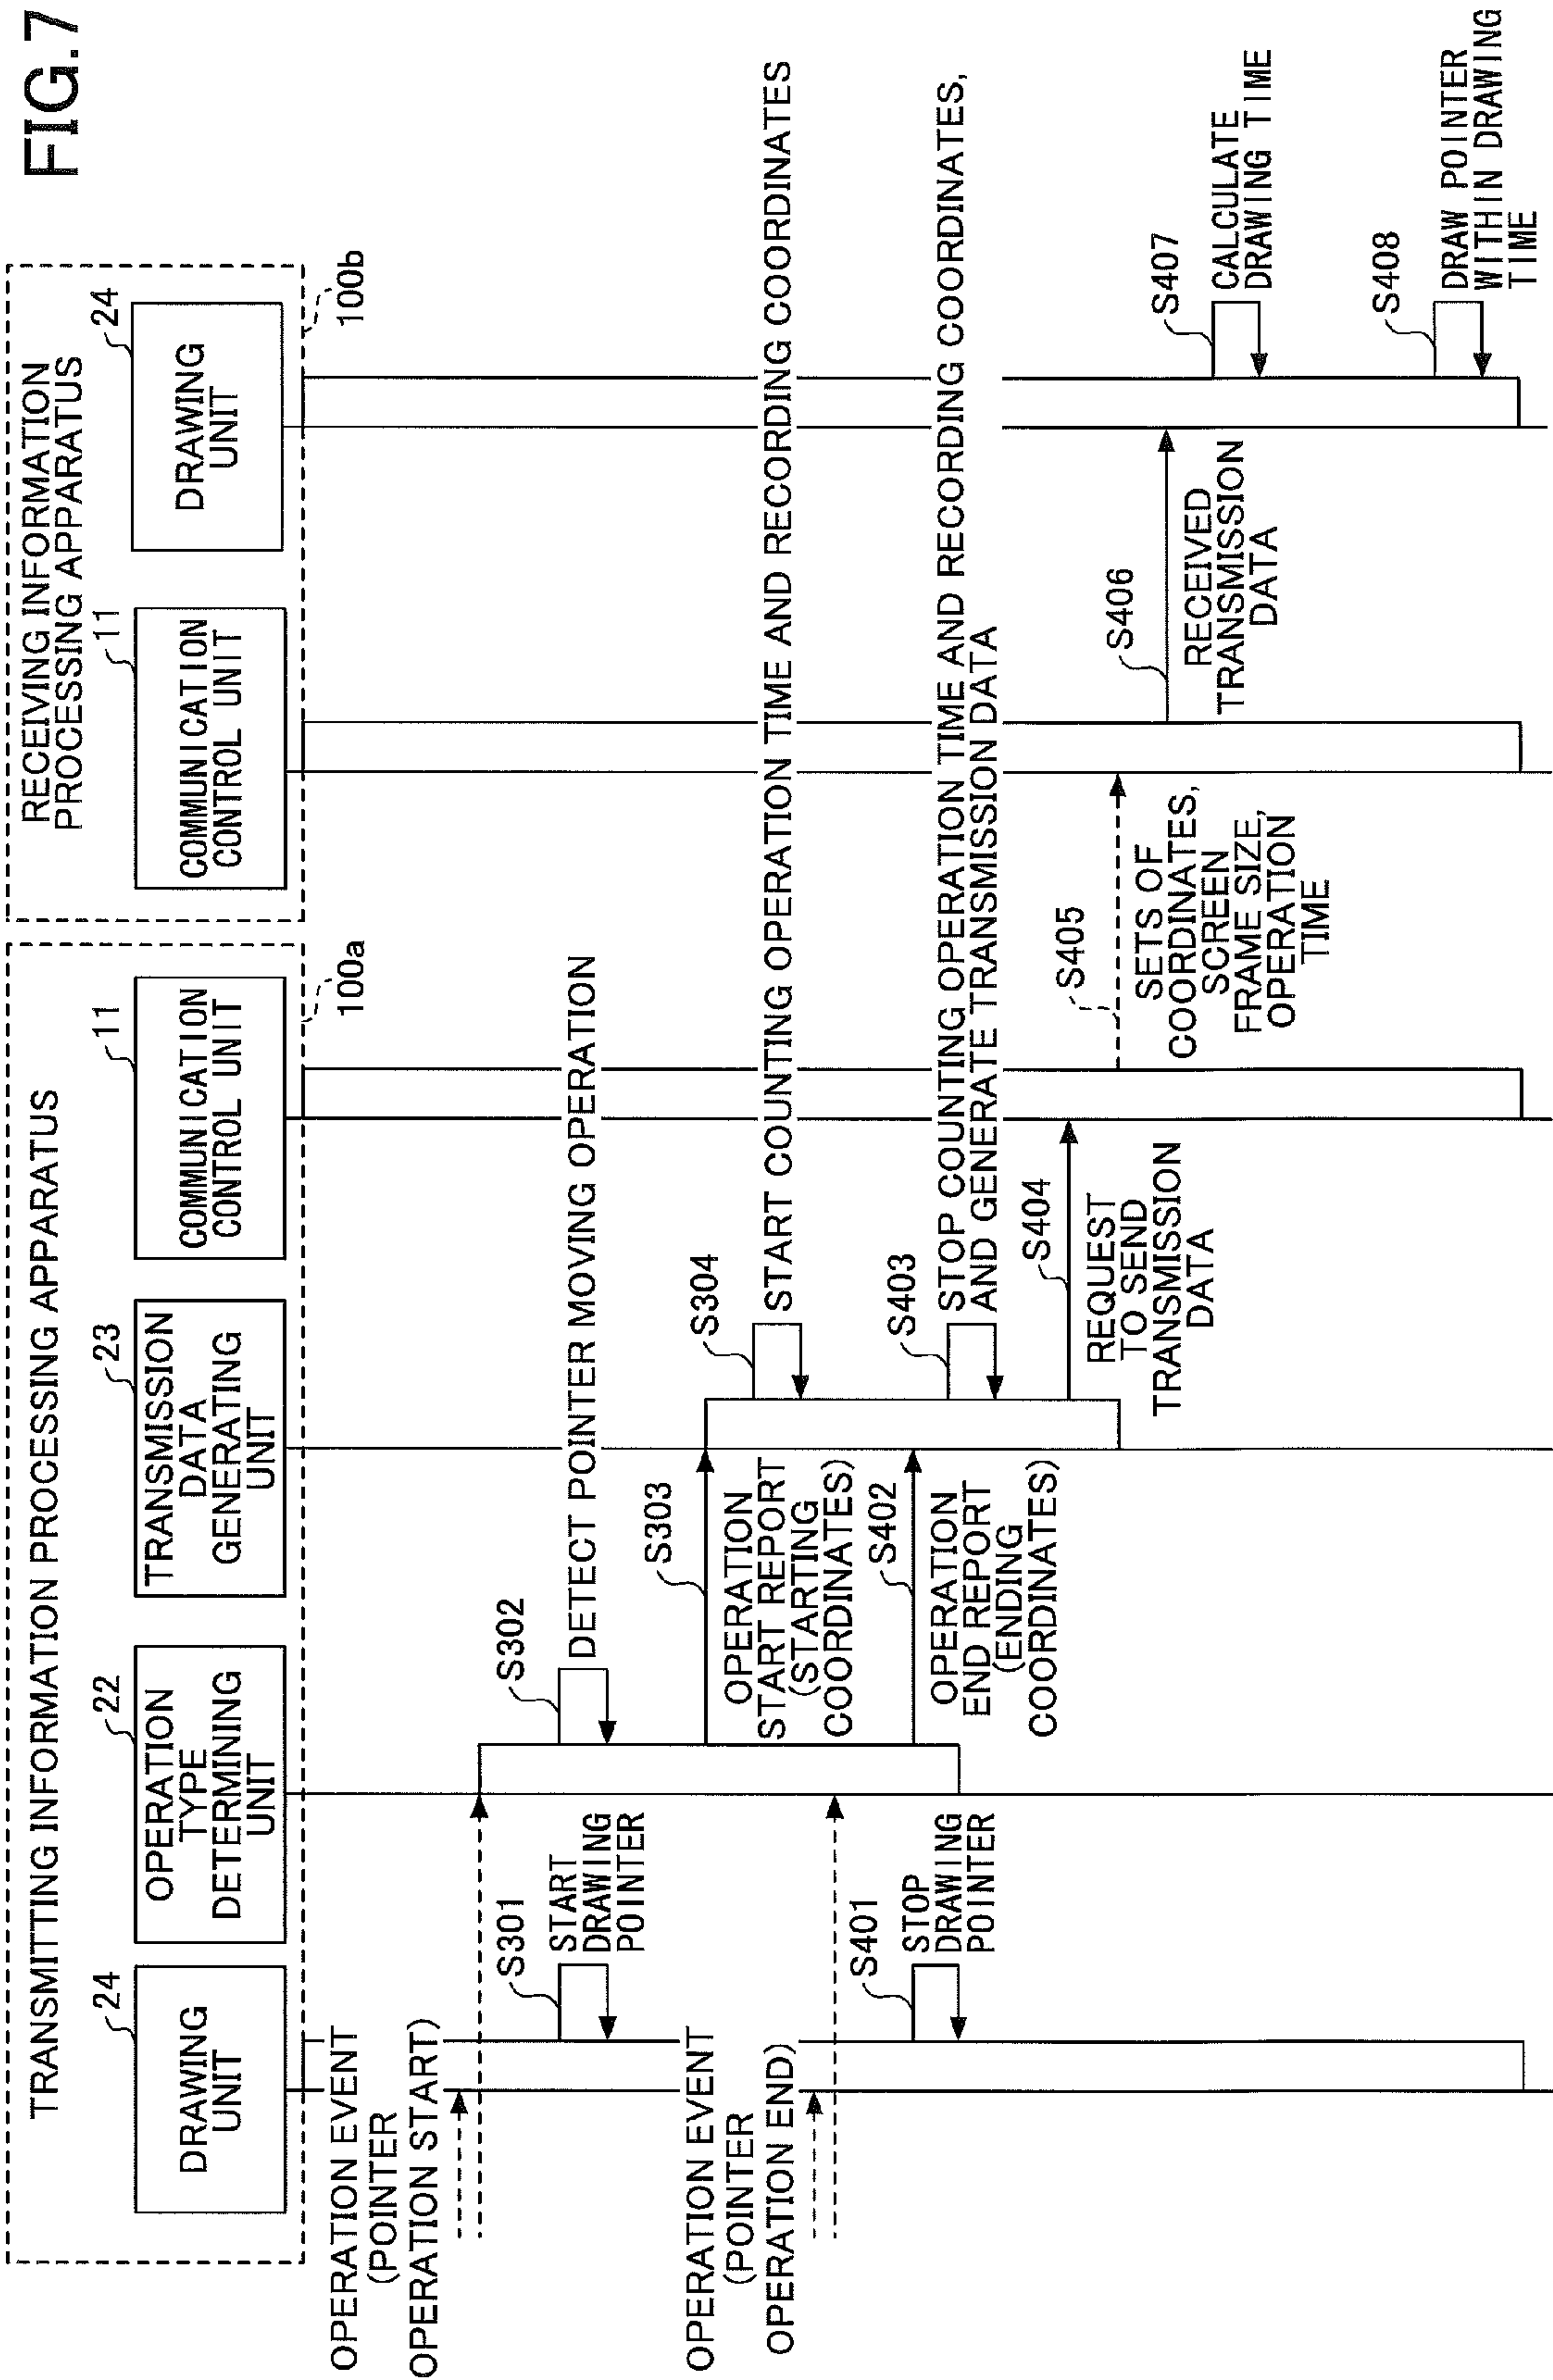 FIG.7
TRANSMITTING INFORMATION PROCESSING APPARATUS
RECEIVING INFORMATION
PROCESSING APPARATUS
24
DRAWING
UNIT
22
OPERATION
TYPE
DETERMINING
UNIT
23
TRANSMISSION
DATA
GENERATING
UNIT
11
COMMUNICATION
CONTROL UNIT
100a
11
COMMUNICATION
CONTROL UNIT
24
DRAWING
UNIT
100b
OPERATION EVENT
(POINTER
OPERATION START)
S301
START
DRAWING
POINTER
S302
DETECT POINTER MOVING OPERATION
S303
OPERATION
START REPORT
(STARTING
COORDINATES)
S304
START COUNTING OPERATION TIME AND RECORDING COORDINATES
OPERATION EVENT
(POINTER
OPERATION END)
S401
STOP
DRAWING
POINTER
S402
OPERATION
END REPORT
(ENDING
COORDINATES)
S403
STOP COUNTING OPERATION TIME AND RECORDING COORDINATES,
AND GENERATE TRANSMISSION DATA
S404
REQUEST
TO SEND
TRANSMISSION
DATA
S405
SETS OF
COORDINATES,
SCREEN
FRAME SIZE,
OPERATION
TIME
S406
RECEIVED
TRANSMISSION
DATA
S407
CALCULATE
DRAWING TIME
S408
DRAW POINTER
WITHIN DRAWING
TIME